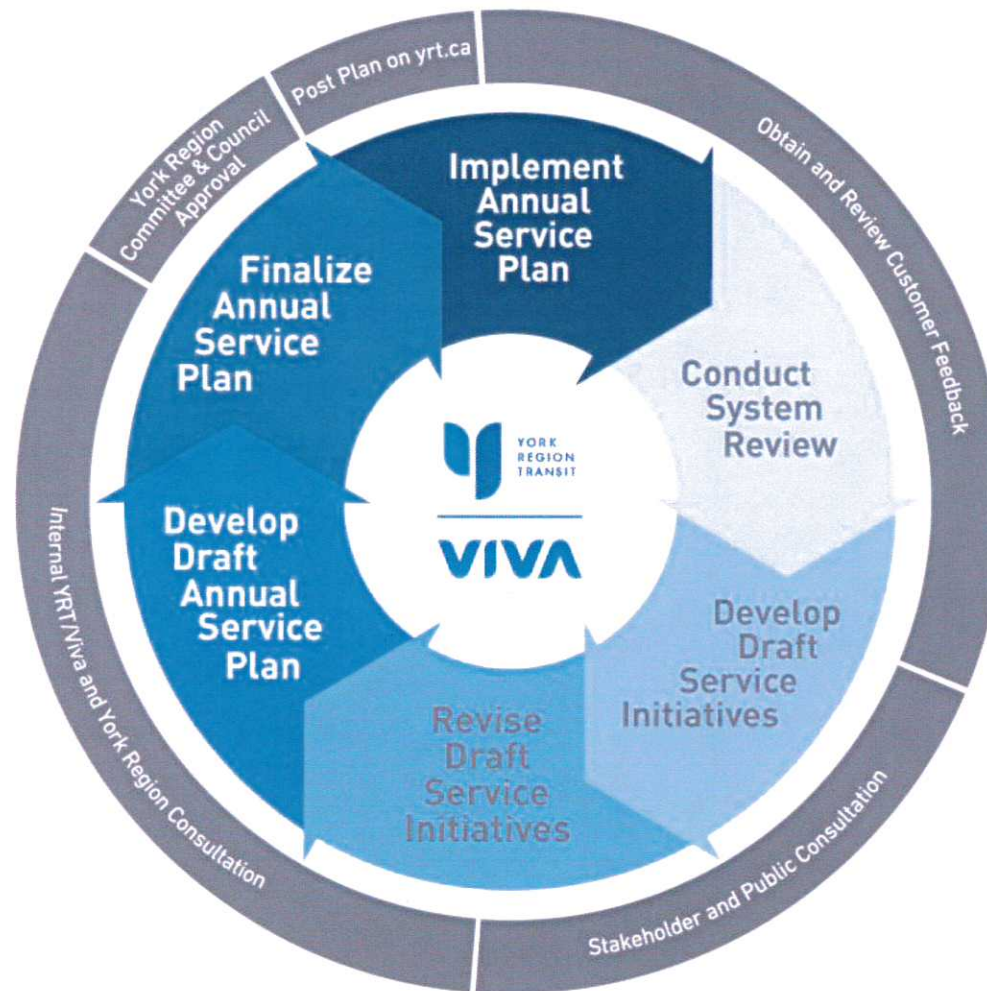 Post Plan on yrt.ca
Obtain and Review Customer Feedback
Stakeholder and Public Consultation
Internal YRT/Viva and York Region Consultation
York Region
Committee & Council
Approval
Implement
Annual
Service
Plan
Conduct
System
Review
Develop
Draft
Service
Initiatives
Revise
Draft
Service
Initiatives
Develop
Draft
Annual
Service
Plan
Finalize
Annual
Service
Plan
YORK
REGION
TRANSIT
VIVA